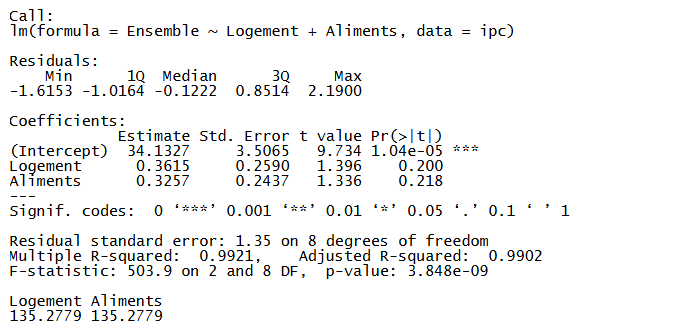 Call:
lm(formula = Ensemble ~ Logement + Aliments, data = ipc)
Residuals:
    Min      1Q  Median      3Q     Max
-1.6153 -1.0164 -0.1222  0.8514  2.1900
Coefficients:
            Estimate Std. Error t value Pr(>|t|)
(Intercept)  34.1327     3.5065   9.734 1.04e-05 ***
Logement      0.3615     0.2590   1.396    0.200
Aliments      0.3257     0.2437   1.336    0.218
---
Signif. codes:  0 ‘***’ 0.001 ‘**’ 0.01 ‘*’ 0.05 ‘.’ 0.1 ‘ ’ 1
Residual standard error: 1.35 on 8 degrees of freedom
Multiple R-squared:  0.9921,	Adjusted R-squared:  0.9902
F-statistic: 503.9 on 2 and 8 DF,  p-value: 3.848e-09
Logement Aliments
135.2779 135.2779